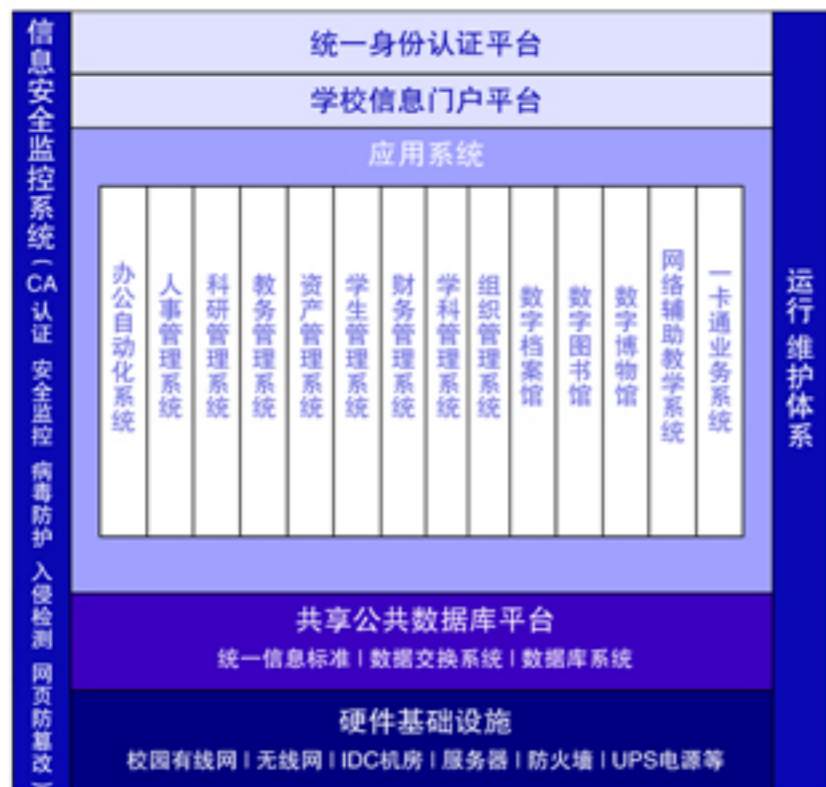 信息安全监控系统（CA认证 安全监控 病毒防护 入侵检测 网页防篡改）
统一身份认证平台
学校信息门户平台
应用系统
办公自动化系统
人事管理系统
科研管理系统
教务管理系统
资产管理系统
学生管理系统
财务管理系统
学科管理系统
组织管理系统
数字档案馆
数字图书馆
数字博物馆
网络辅助教学系统
一卡通业务系统
共享公共数据库平台
统一信息标准 | 数据交换系统 | 数据库系统
硬件基础设施
校园有线网 | 无线网 | IDC机房 | 服务器 | 防火墙 | UPS电源等
运行 维护体系